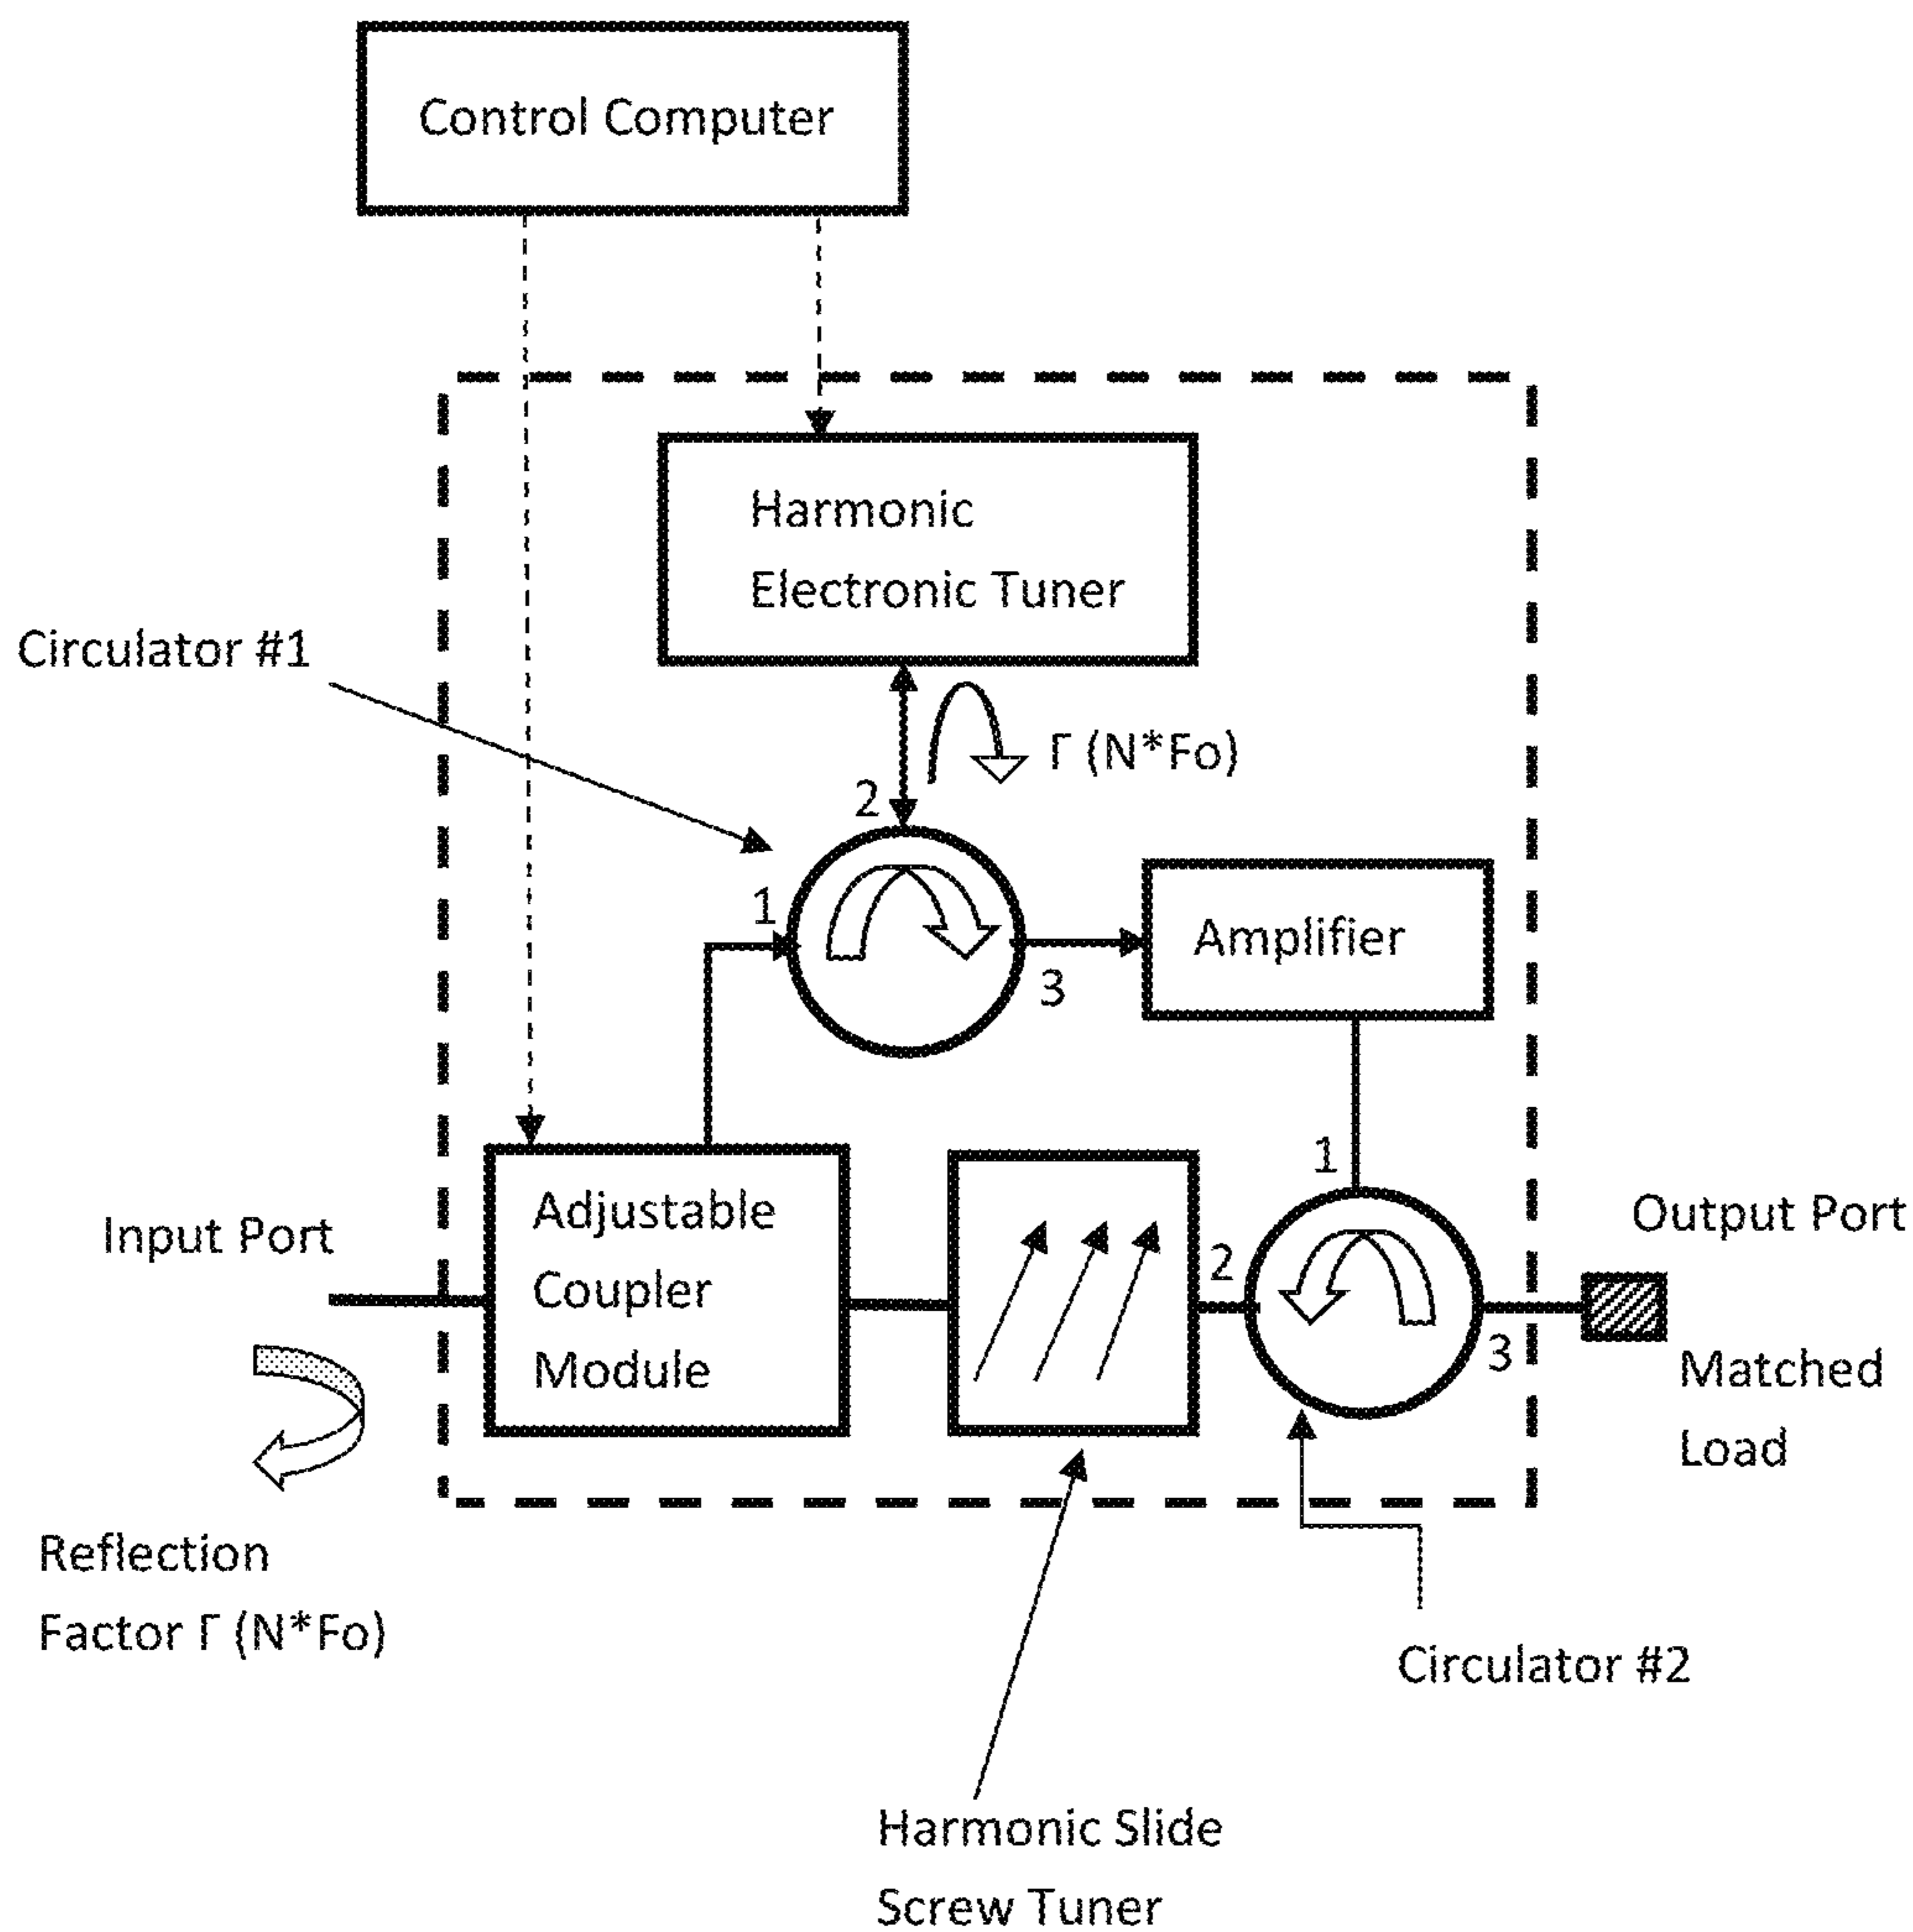 Control Computer
Harmonic
Electronic Tuner
Circulator #1
Γ (N*Fo)
2
1
Amplifier
3
1
Adjustable
Coupler
Module
Input Port
2
Output Port
3
Matched
Load
Reflection
Factor Γ (N*Fo)
Circulator #2
Harmonic Slide
Screw Tuner